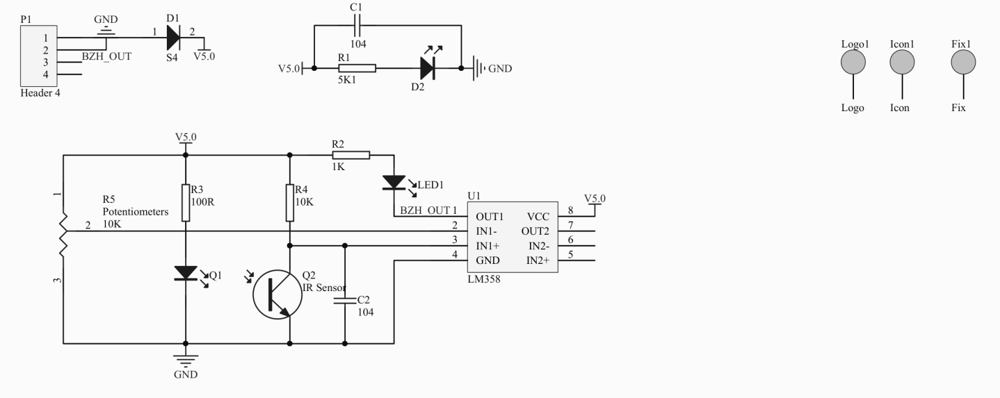 P1
1
2
3
4
Header 4
GND
BZH_OUT
1
D1
2
S4
V5.0
C1
104
V5.0
R1
5K1
D2
GND
Logo1
Logo
Icon1
Icon
Fix1
Fix
V5.0
1
2
3
R5
Potentiometers
10K
R3
100R
Q1
GND
R4
10K
Q2
IR Sensor
C2
104
R2
1K
LED1
BZH_OUT 1
2
3
4
U1
OUT1
IN1-
IN1+
GND
VCC
OUT2
IN2-
IN2+
LM358
8
7
6
5
V5.0